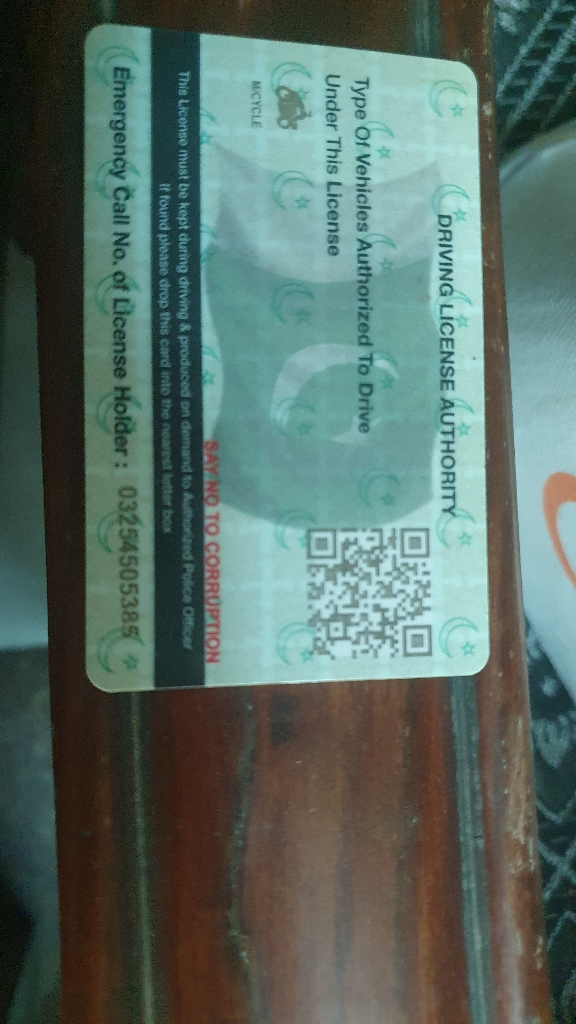 DRIVING LICENSE AUTHORITY
Type Of Vehicles Authorized To Drive
Under This License
M/CYCLE
SAY NO TO CORRUPTION
This License must be kept during driving & produced on demand to Authorized Police Officer
If found please drop this card into the nearest letter box
Emergency Call No. of License Holder : 03254505385